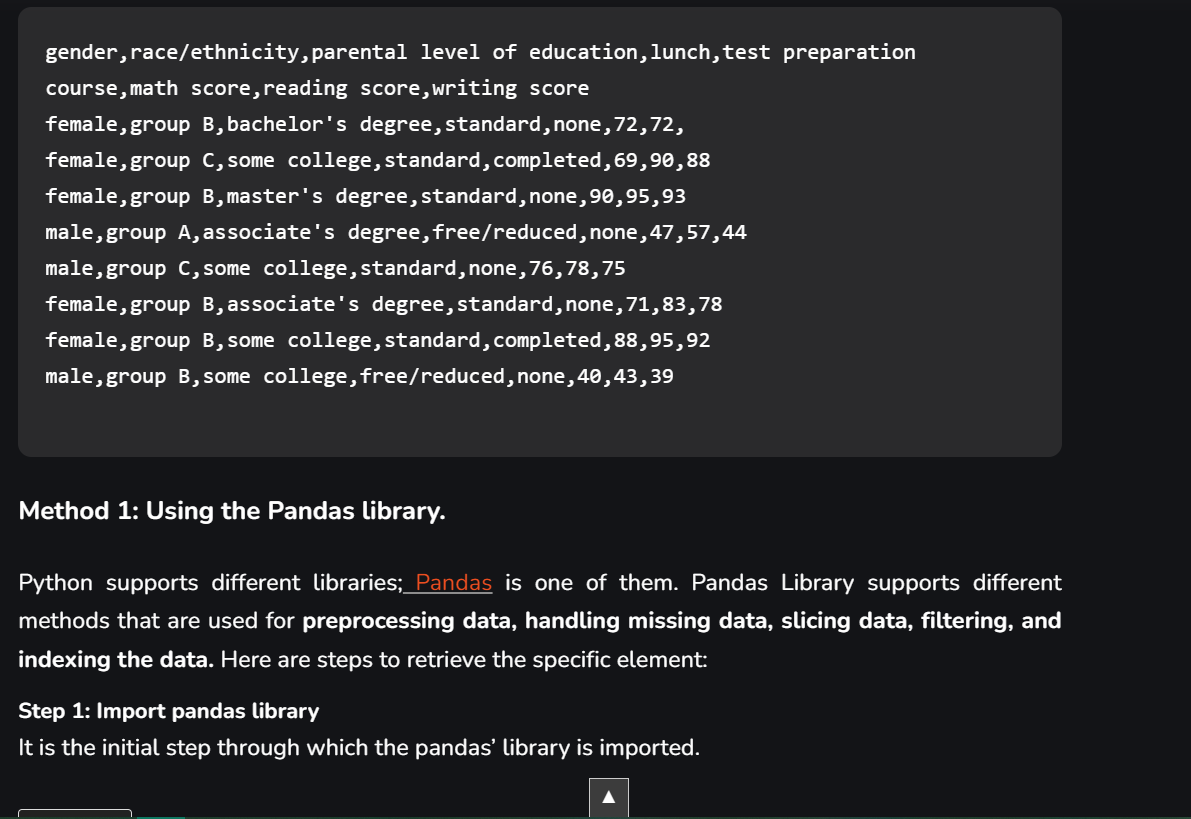 gender,race/ethnicity,parental level of education,lunch,test preparation
course,math score,reading score,writing score
female,group B,bachelor's degree,standard,none,72,72,
female,group C,some college,standard,completed,69,90,88
female,group B,master's degree,standard,none,90,95,93
male,group A,associate's degree,free/reduced,none,47,57,44
male,group C,some college,standard,none,76,78,75
female,group B,associate's degree,standard,none,71,83,78
female,group B,some college,standard,completed,88,95,92
male,group B,some college,free/reduced,none,40,43,39
Method 1: Using the Pandas library.
Python supports different libraries; Pandas is one of them. Pandas Library supports different
methods that are used for preprocessing data, handling missing data, slicing data, filtering, and
indexing the data. Here are steps to retrieve the specific element:
Step 1: Import pandas library
It is the initial step through which the pandas’ library is imported.